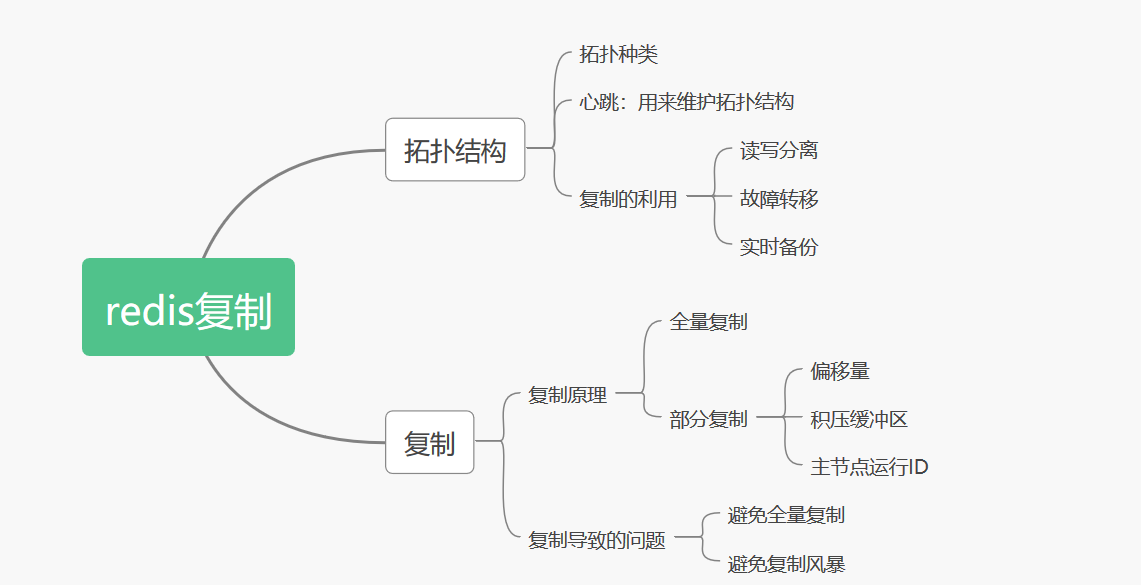 redis复制
拓扑结构
拓扑种类
心跳：用来维护拓扑结构
复制的利用
读写分离
故障转移
实时备份
复制
复制原理
全量复制
部分复制
偏移量
积压缓冲区
主节点运行ID
复制导致的问题
避免全量复制
避免复制风暴